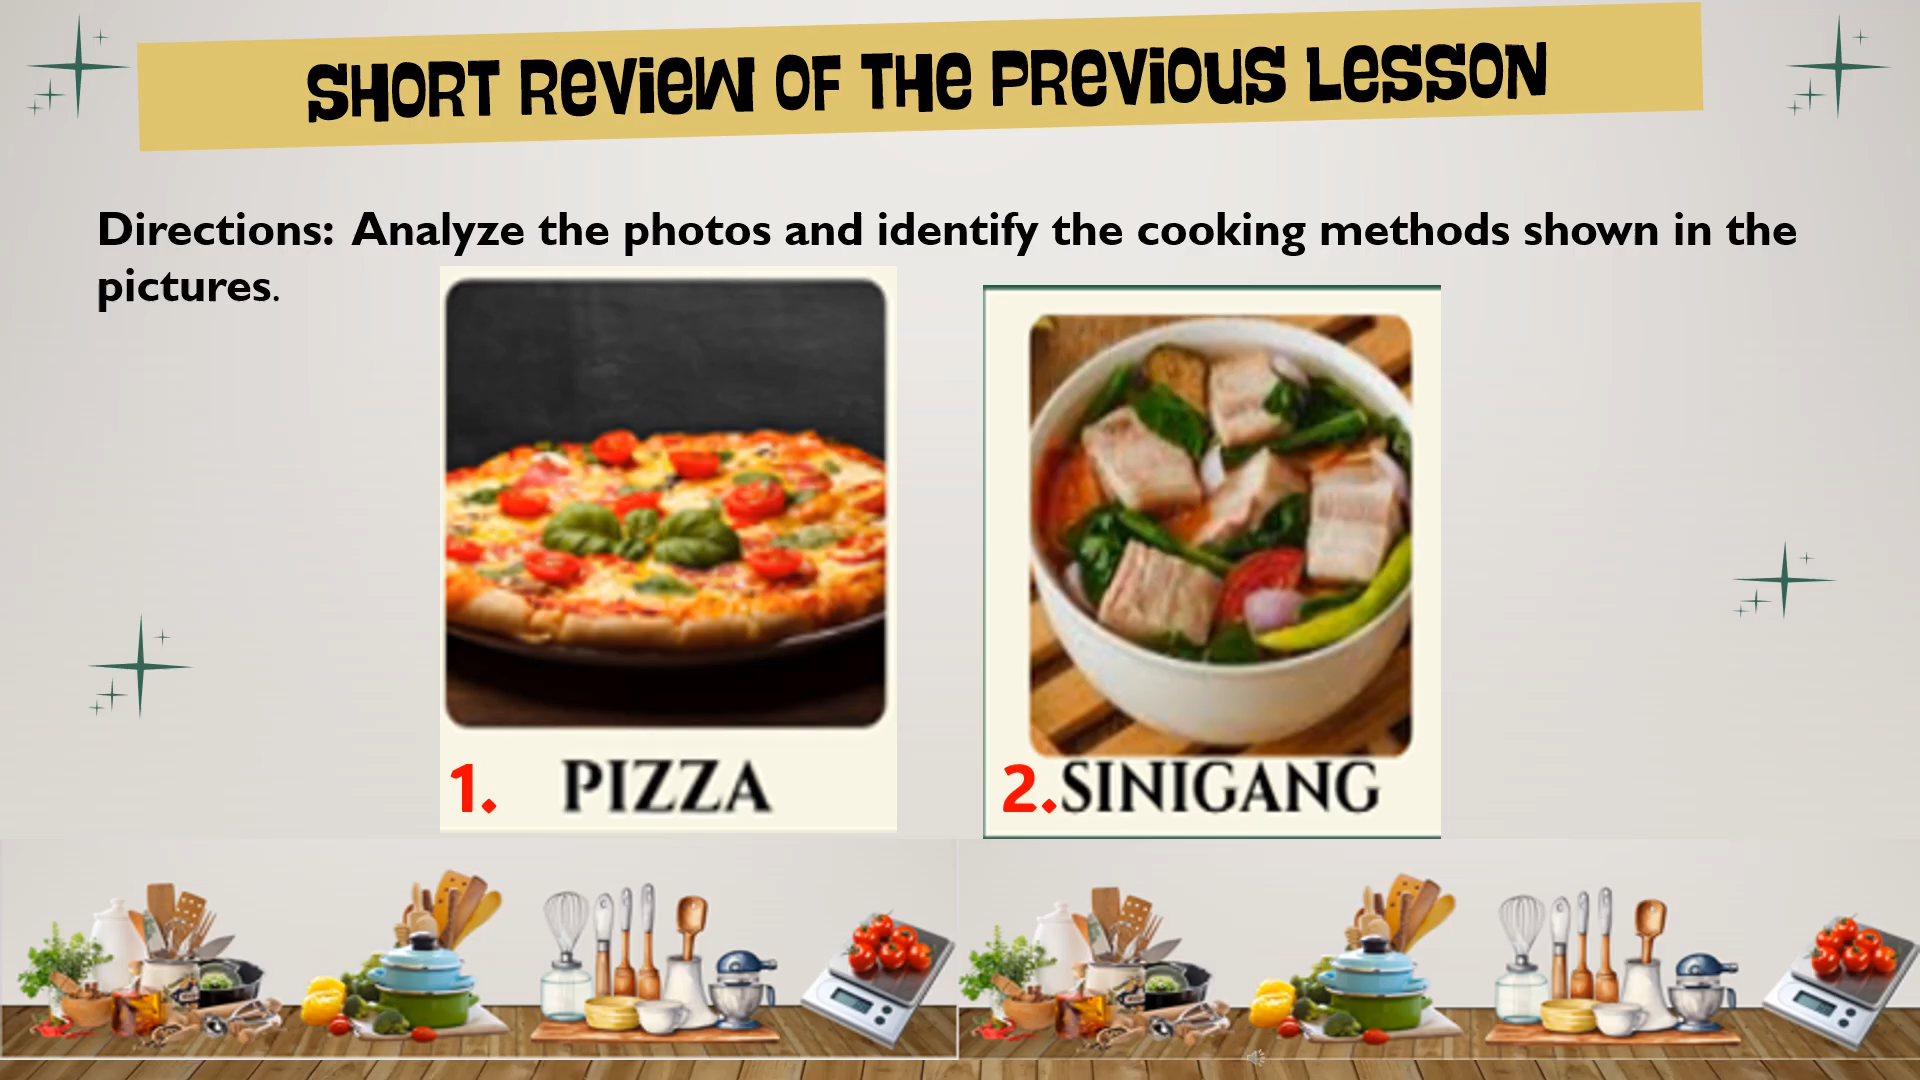 SHORT REVIEW OF THE PREVIOUS LESSON
Directions: Analyze the photos and identify the cooking methods shown in the
pictures.
1. PIZZA
2. SINIGANG